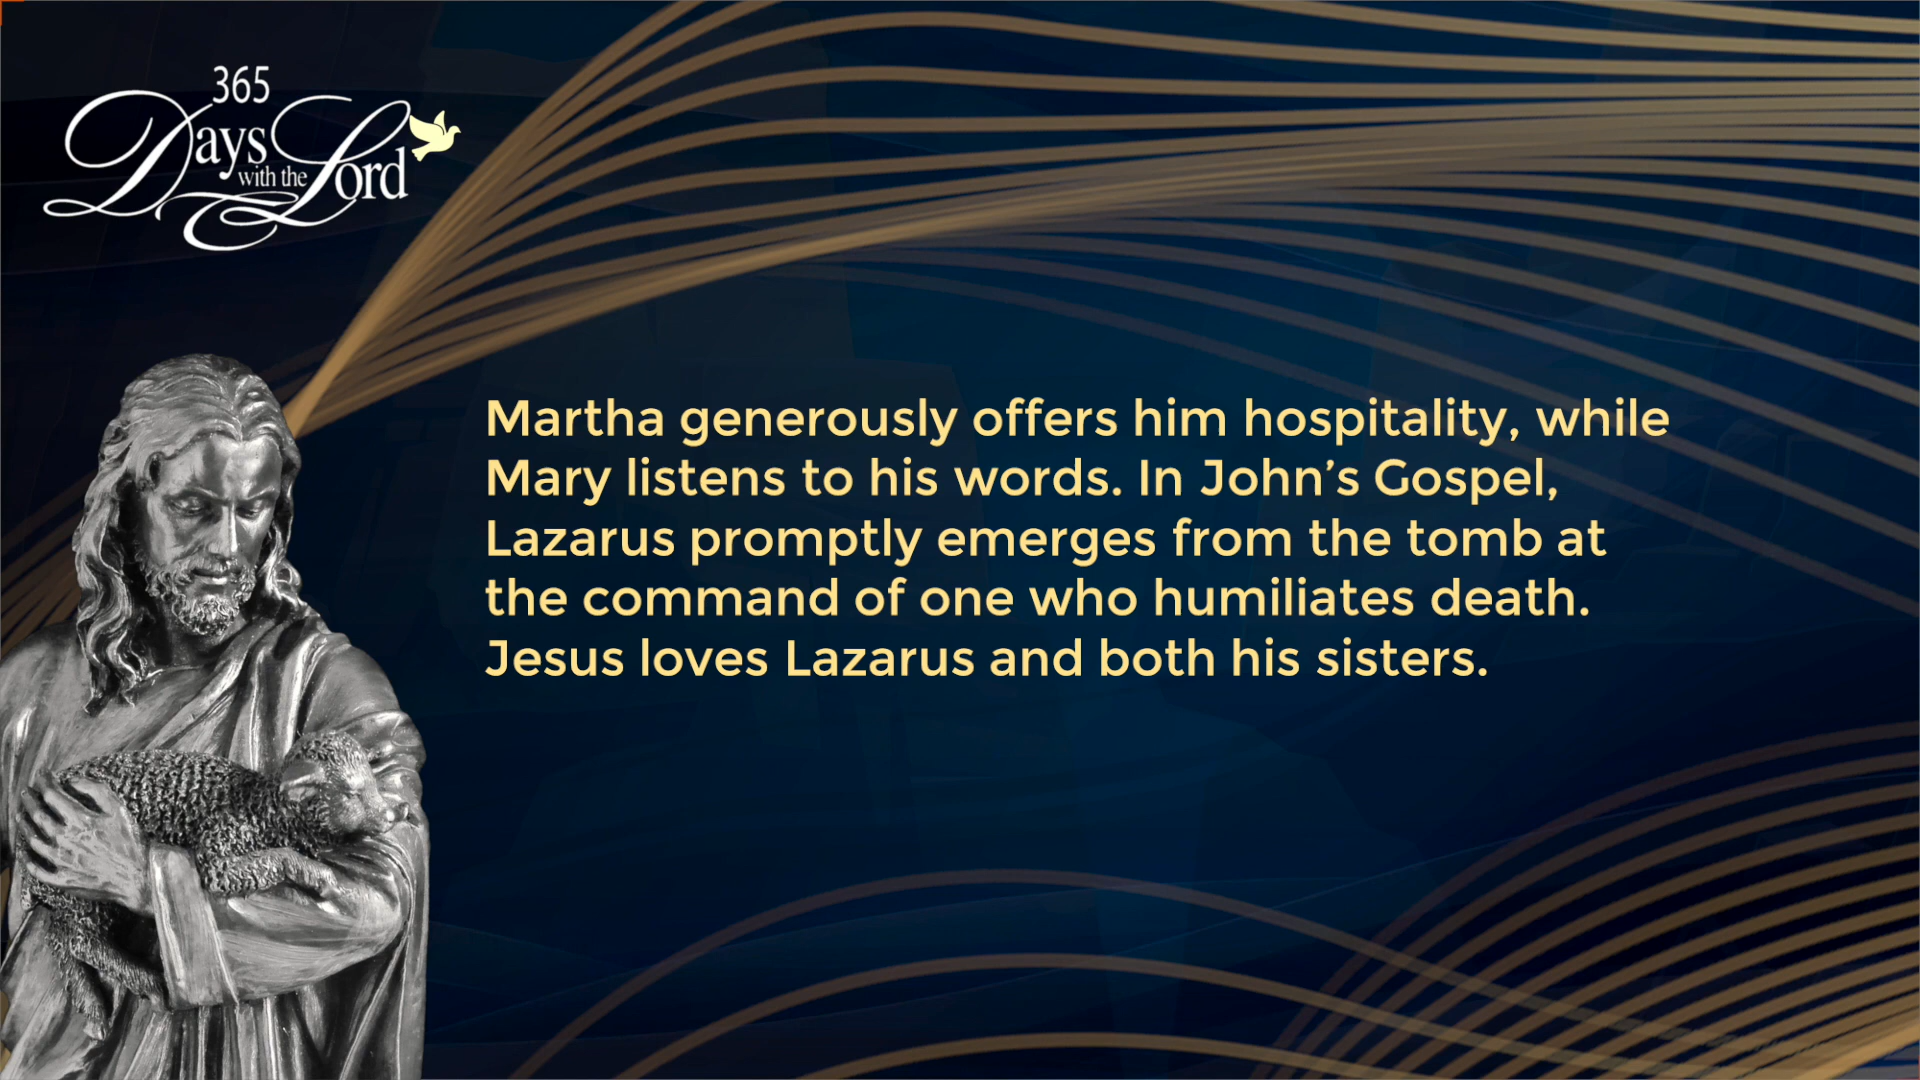 365
Days
with the
Lord
Martha generously offers him hospitality, while
Mary listens to his words. In John’s Gospel,
Lazarus promptly emerges from the tomb at
the command of one who humiliates death.
Jesus loves Lazarus and both his sisters.